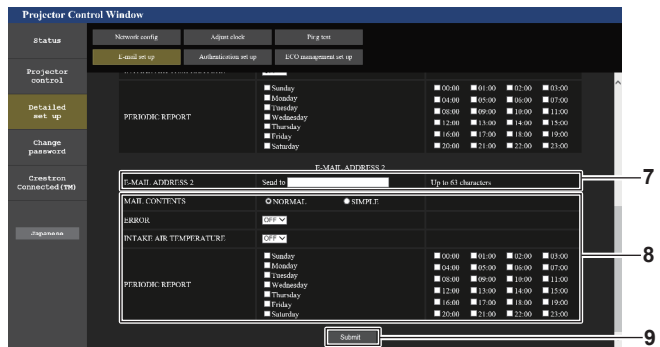 Projector Control Window
Status
Network config
Adjust clock
Ping test
E-mail set up
Authentication set up
ECO management set up
Projector
control
Detailed
set up
Change
password
Crestron
Connected(TM)
Japanese
PERIODIC REPORT
Sunday
Monday
Tuesday
Wednesday
Thursday
Friday
Saturday
00:00 01:00 02:00 03:00
04:00 05:00 06:00 07:00
08:00 09:00 10:00 11:00
12:00 13:00 14:00 15:00
16:00 17:00 18:00 19:00
20:00 21:00 22:00 23:00
E-MAIL ADDRESS 2
E-MAIL ADDRESS 2 Send to Up to 63 characters
7
MAIL CONTENTS NORMAL SIMPLE
ERROR OFF
INTAKE AIR TEMPERATURE OFF
8
PERIODIC REPORT
Sunday
Monday
Tuesday
Wednesday
Thursday
Friday
Saturday
00:00 01:00 02:00 03:00
04:00 05:00 06:00 07:00
08:00 09:00 10:00 11:00
12:00 13:00 14:00 15:00
16:00 17:00 18:00 19:00
20:00 21:00 22:00 23:00
Submit
9